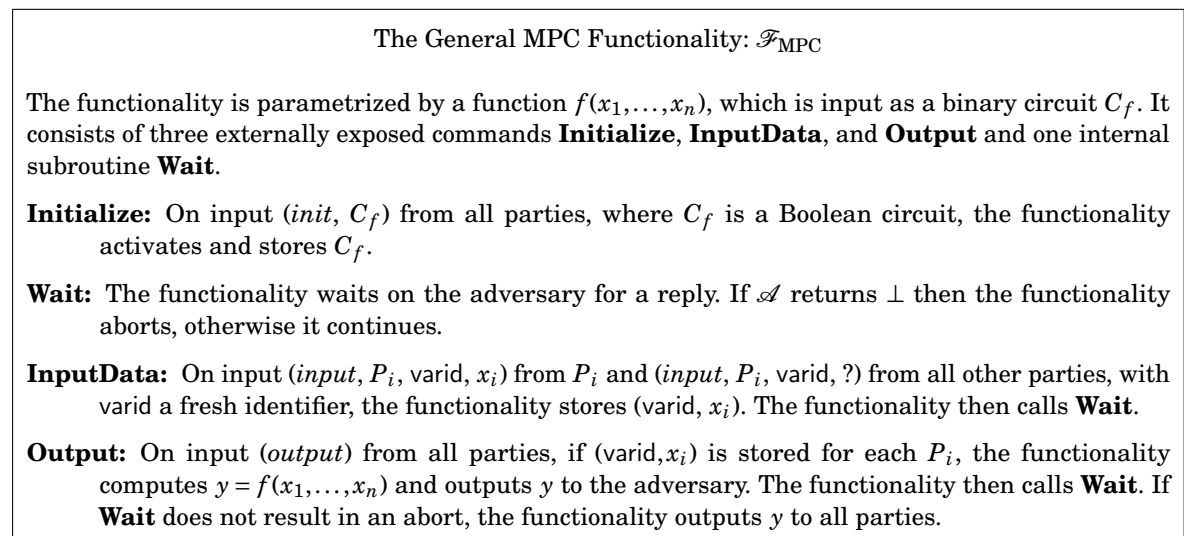 The General MPC Functionality: ℱ_MPC
The functionality is parametrized by a function f(x₁,…,xₙ), which is input as a binary circuit C_f. It
consists of three externally exposed commands Initialize, InputData, and Output and one internal
subroutine Wait.
Initialize: On input (init, C_f) from all parties, where C_f is a Boolean circuit, the functionality
activates and stores C_f.
Wait: The functionality waits on the adversary for a reply. If 𝒜 returns ⊥ then the functionality
aborts, otherwise it continues.
InputData: On input (input, P_i, varid, x_i) from P_i and (input, P_i, varid, ?) from all other parties, with
varid a fresh identifier, the functionality stores (varid, x_i). The functionality then calls Wait.
Output: On input (output) from all parties, if (varid,x_i) is stored for each P_i, the functionality
computes y = f(x₁,…,xₙ) and outputs y to the adversary. The functionality then calls Wait. If
Wait does not result in an abort, the functionality outputs y to all parties.